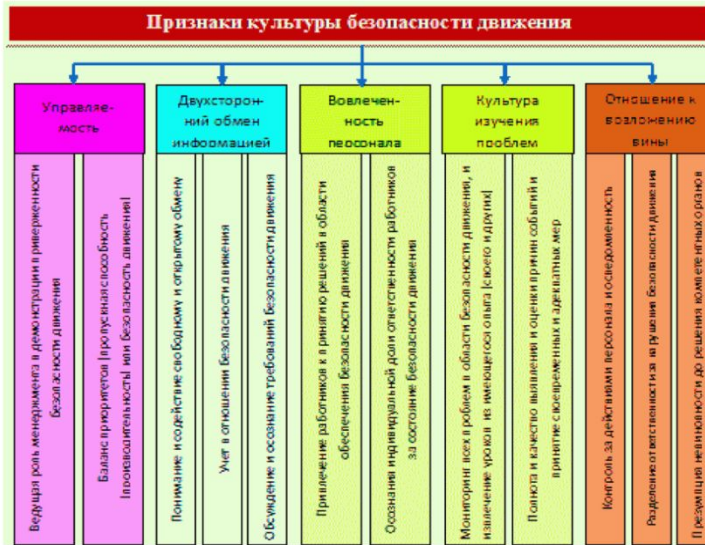 Признаки культуры безопасности движения
Управляе-
мость
Двухсторон-
ний обмен
информацией
Вовлечен-
ность
персонала
Культура
изучения
проблем
Отношение к
возложению
вины
Ведущая роль менеджмента в демонстрации приверженности
безопасности движения
Баланс приоритетов (пропускная способность
(производительность) или безопасность движения)
Понимание и содействие свободному и открытому обмену
Учет в отношении безопасности движения
Обсуждение и осознание требований безопасности движения
Привлечение работников к принятию решений в области
обеспечения безопасности движения
Осознания индивидуальной доли ответственности работников
за состояние безопасности движения
Мониторинг всех проблем в области безопасности движения, и
извлечение уроков из имеющегося опыта (своего и других)
Полнота и качество выявления и оценки причин событий и
принятие своевременных и адекватных мер
Контроль за действиями персонала и осведомленность
Разделение ответственности за нарушения безопасности движения
Презумпция невиновности до решения компетентных органов